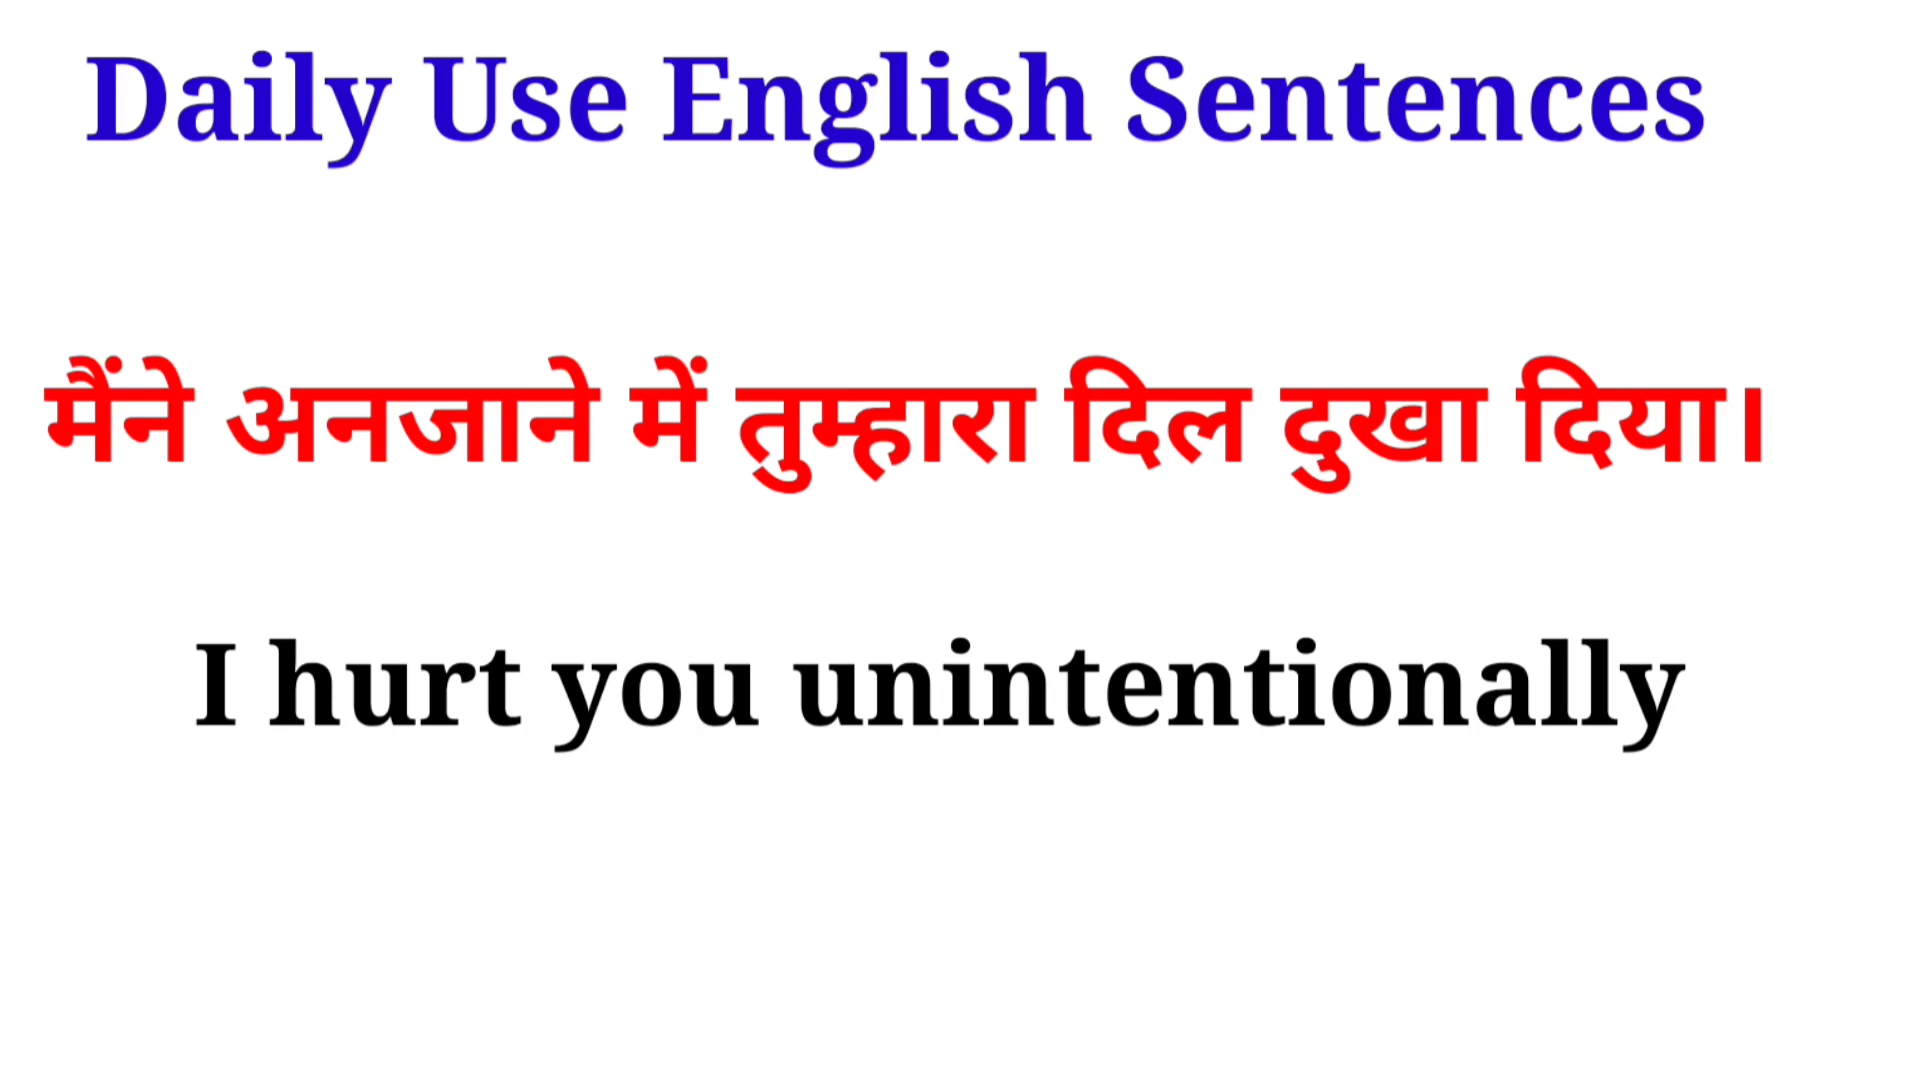 Daily Use English Sentences
मैंने अनजाने में तुम्हारा दिल दुखा दिया।
I hurt you unintentionally